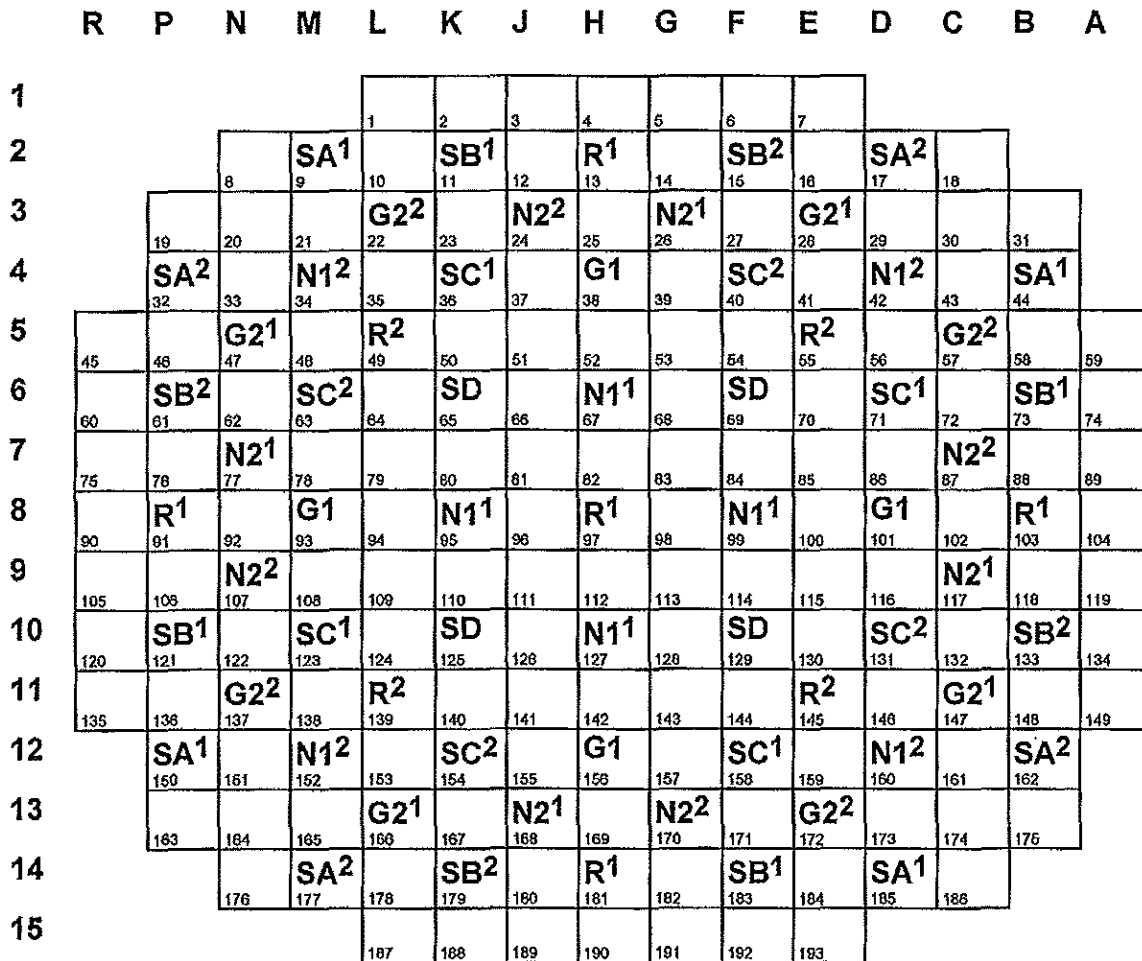 R P N M L K J H G F E D C B A
1
1 2 3 4 5 6 7
2 SA¹ SB¹ R¹ SB² SA²
8 9 10 11 12 13 14 15 16 17 18
3 G2² N2² N2¹ G2¹
19 20 21 22 23 24 25 26 27 28 29 30 31
4 SA² N1² SC¹ G1 SC² N1² SA¹
32 33 34 35 36 37 38 39 40 41 42 43 44
5 G2¹ R² R² G2²
45 46 47 48 49 50 51 52 53 54 55 56 57 58 59
6 SB² SC² SD N1¹ SD SC¹ SB¹
60 61 62 63 64 65 66 67 68 69 70 71 72 73 74
7 N2¹ N2²
75 76 77 78 79 80 81 82 83 84 85 86 87 88 89
8 R¹ G1 N1¹ R¹ N1¹ G1 R¹
90 91 92 93 94 95 96 97 98 99 100 101 102 103 104
9 N2² N2¹
105 106 107 108 109 110 111 112 113 114 115 116 117 118 119
10 SB¹ SC¹ SD N1¹ SD SC² SB²
120 121 122 123 124 125 126 127 128 129 130 131 132 133 134
11 G2² R² R² G2¹
135 136 137 138 139 140 141 142 143 144 145 146 147 148 149
12 SA¹ N1² SC² G1 SC¹ N1² SA²
150 151 152 153 154 155 156 157 158 159 160 161 162
13 G2¹ N2¹ N2² G2²
163 164 165 166 167 168 169 170 171 172 173 174 175
14 SA² SB² R¹ SB¹ SA¹
176 177 178 179 180 181 182 183 184 185 186
15
187 188 189 190 191 192 193